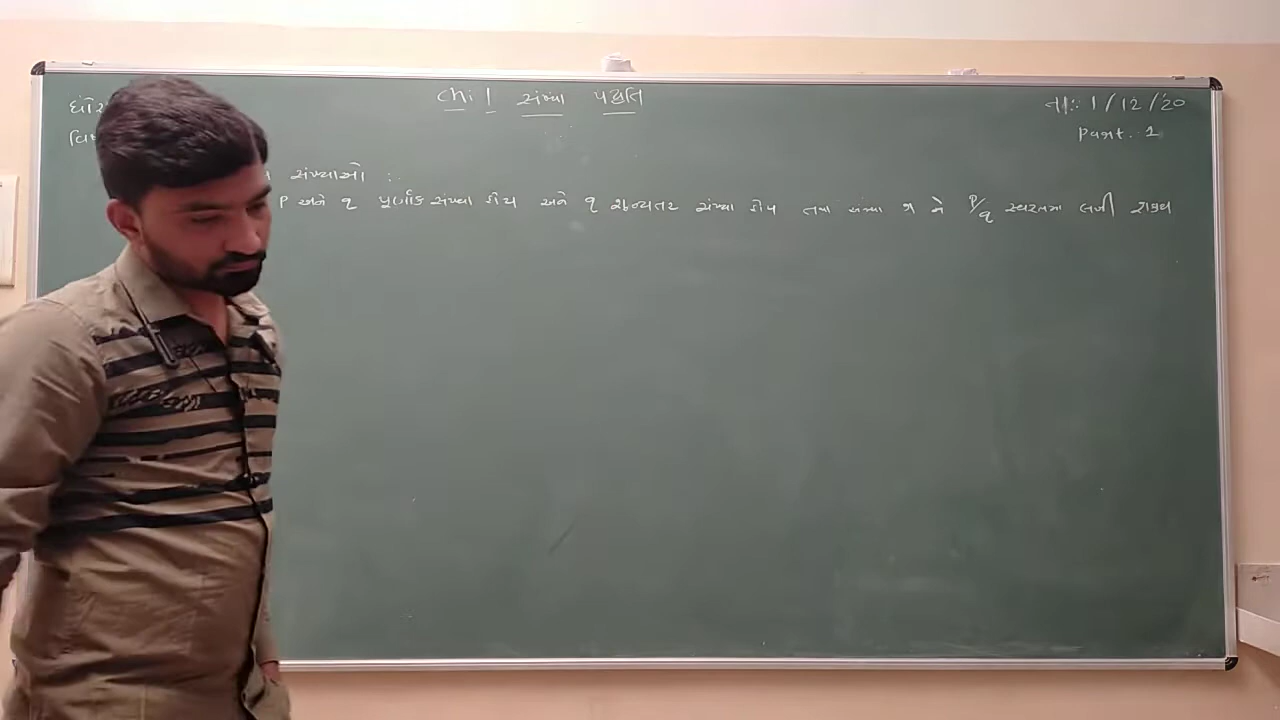 ધોર
ch: 1 સંખ્યા પદ્ધતિ
તા: 1/12/20
વિષ
Part. 1
સંખ્યાઓ :
P અને q પૂર્ણાંક સંખ્યા હોય અને q શૂન્યેતર સંખ્યા હોય તથા સંખ્યા r ને P/q સ્વરૂપમાં લખી શકાય